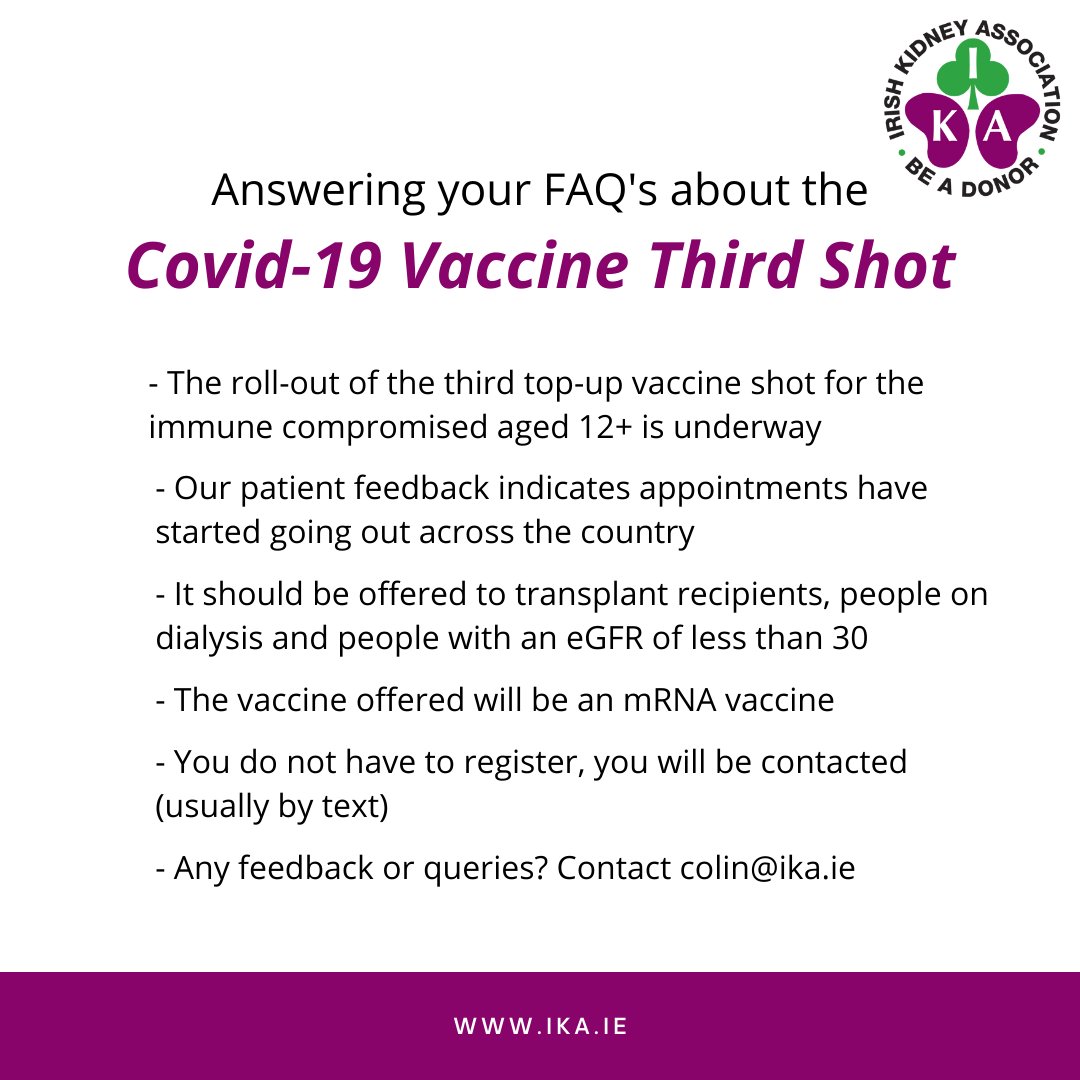 IRISH KIDNEY ASSOCIATION
I
K A
• BE A DONOR •
Answering your FAQ's about the
Covid-19 Vaccine Third Shot
- The roll-out of the third top-up vaccine shot for the
immune compromised aged 12+ is underway
- Our patient feedback indicates appointments have
started going out across the country
- It should be offered to transplant recipients, people on
dialysis and people with an eGFR of less than 30
- The vaccine offered will be an mRNA vaccine
- You do not have to register, you will be contacted
(usually by text)
- Any feedback or queries? Contact colin@ika.ie
WWW.IKA.IE